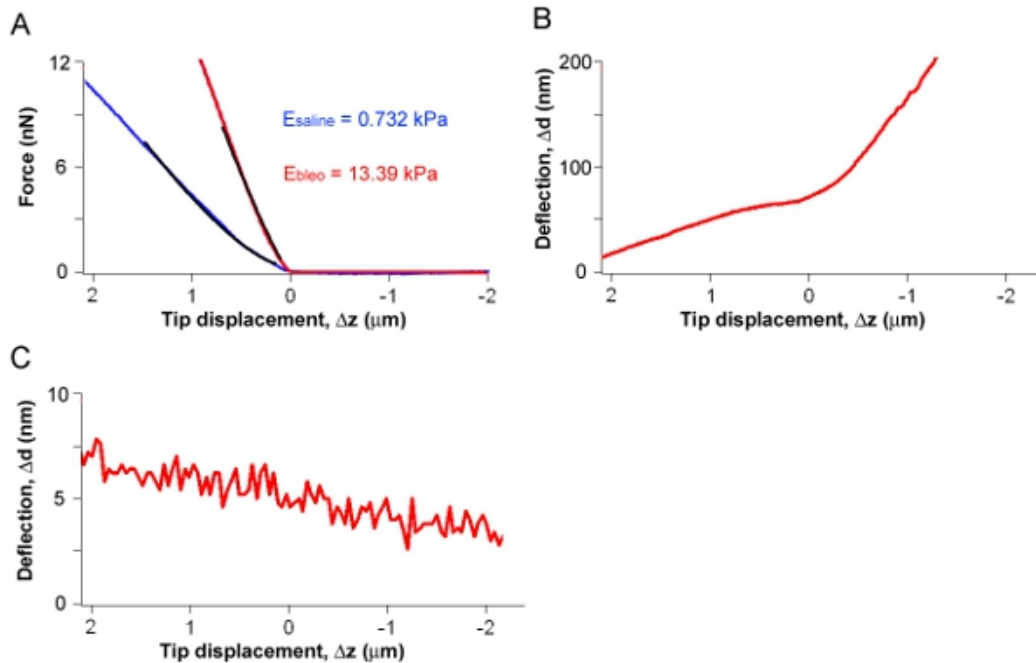 A
Force (nN)
12
6
0
Esaline = 0.732 kPa
Ebleo = 13.39 kPa
2 1 0 -1 -2
Tip displacement, Δz (μm)
B
Deflection, Δd (nm)
200
100
0
2 1 0 -1 -2
Tip displacement, Δz (μm)
C
Deflection, Δd (nm)
10
5
0
2 1 0 -1 -2
Tip displacement, Δz (μm)